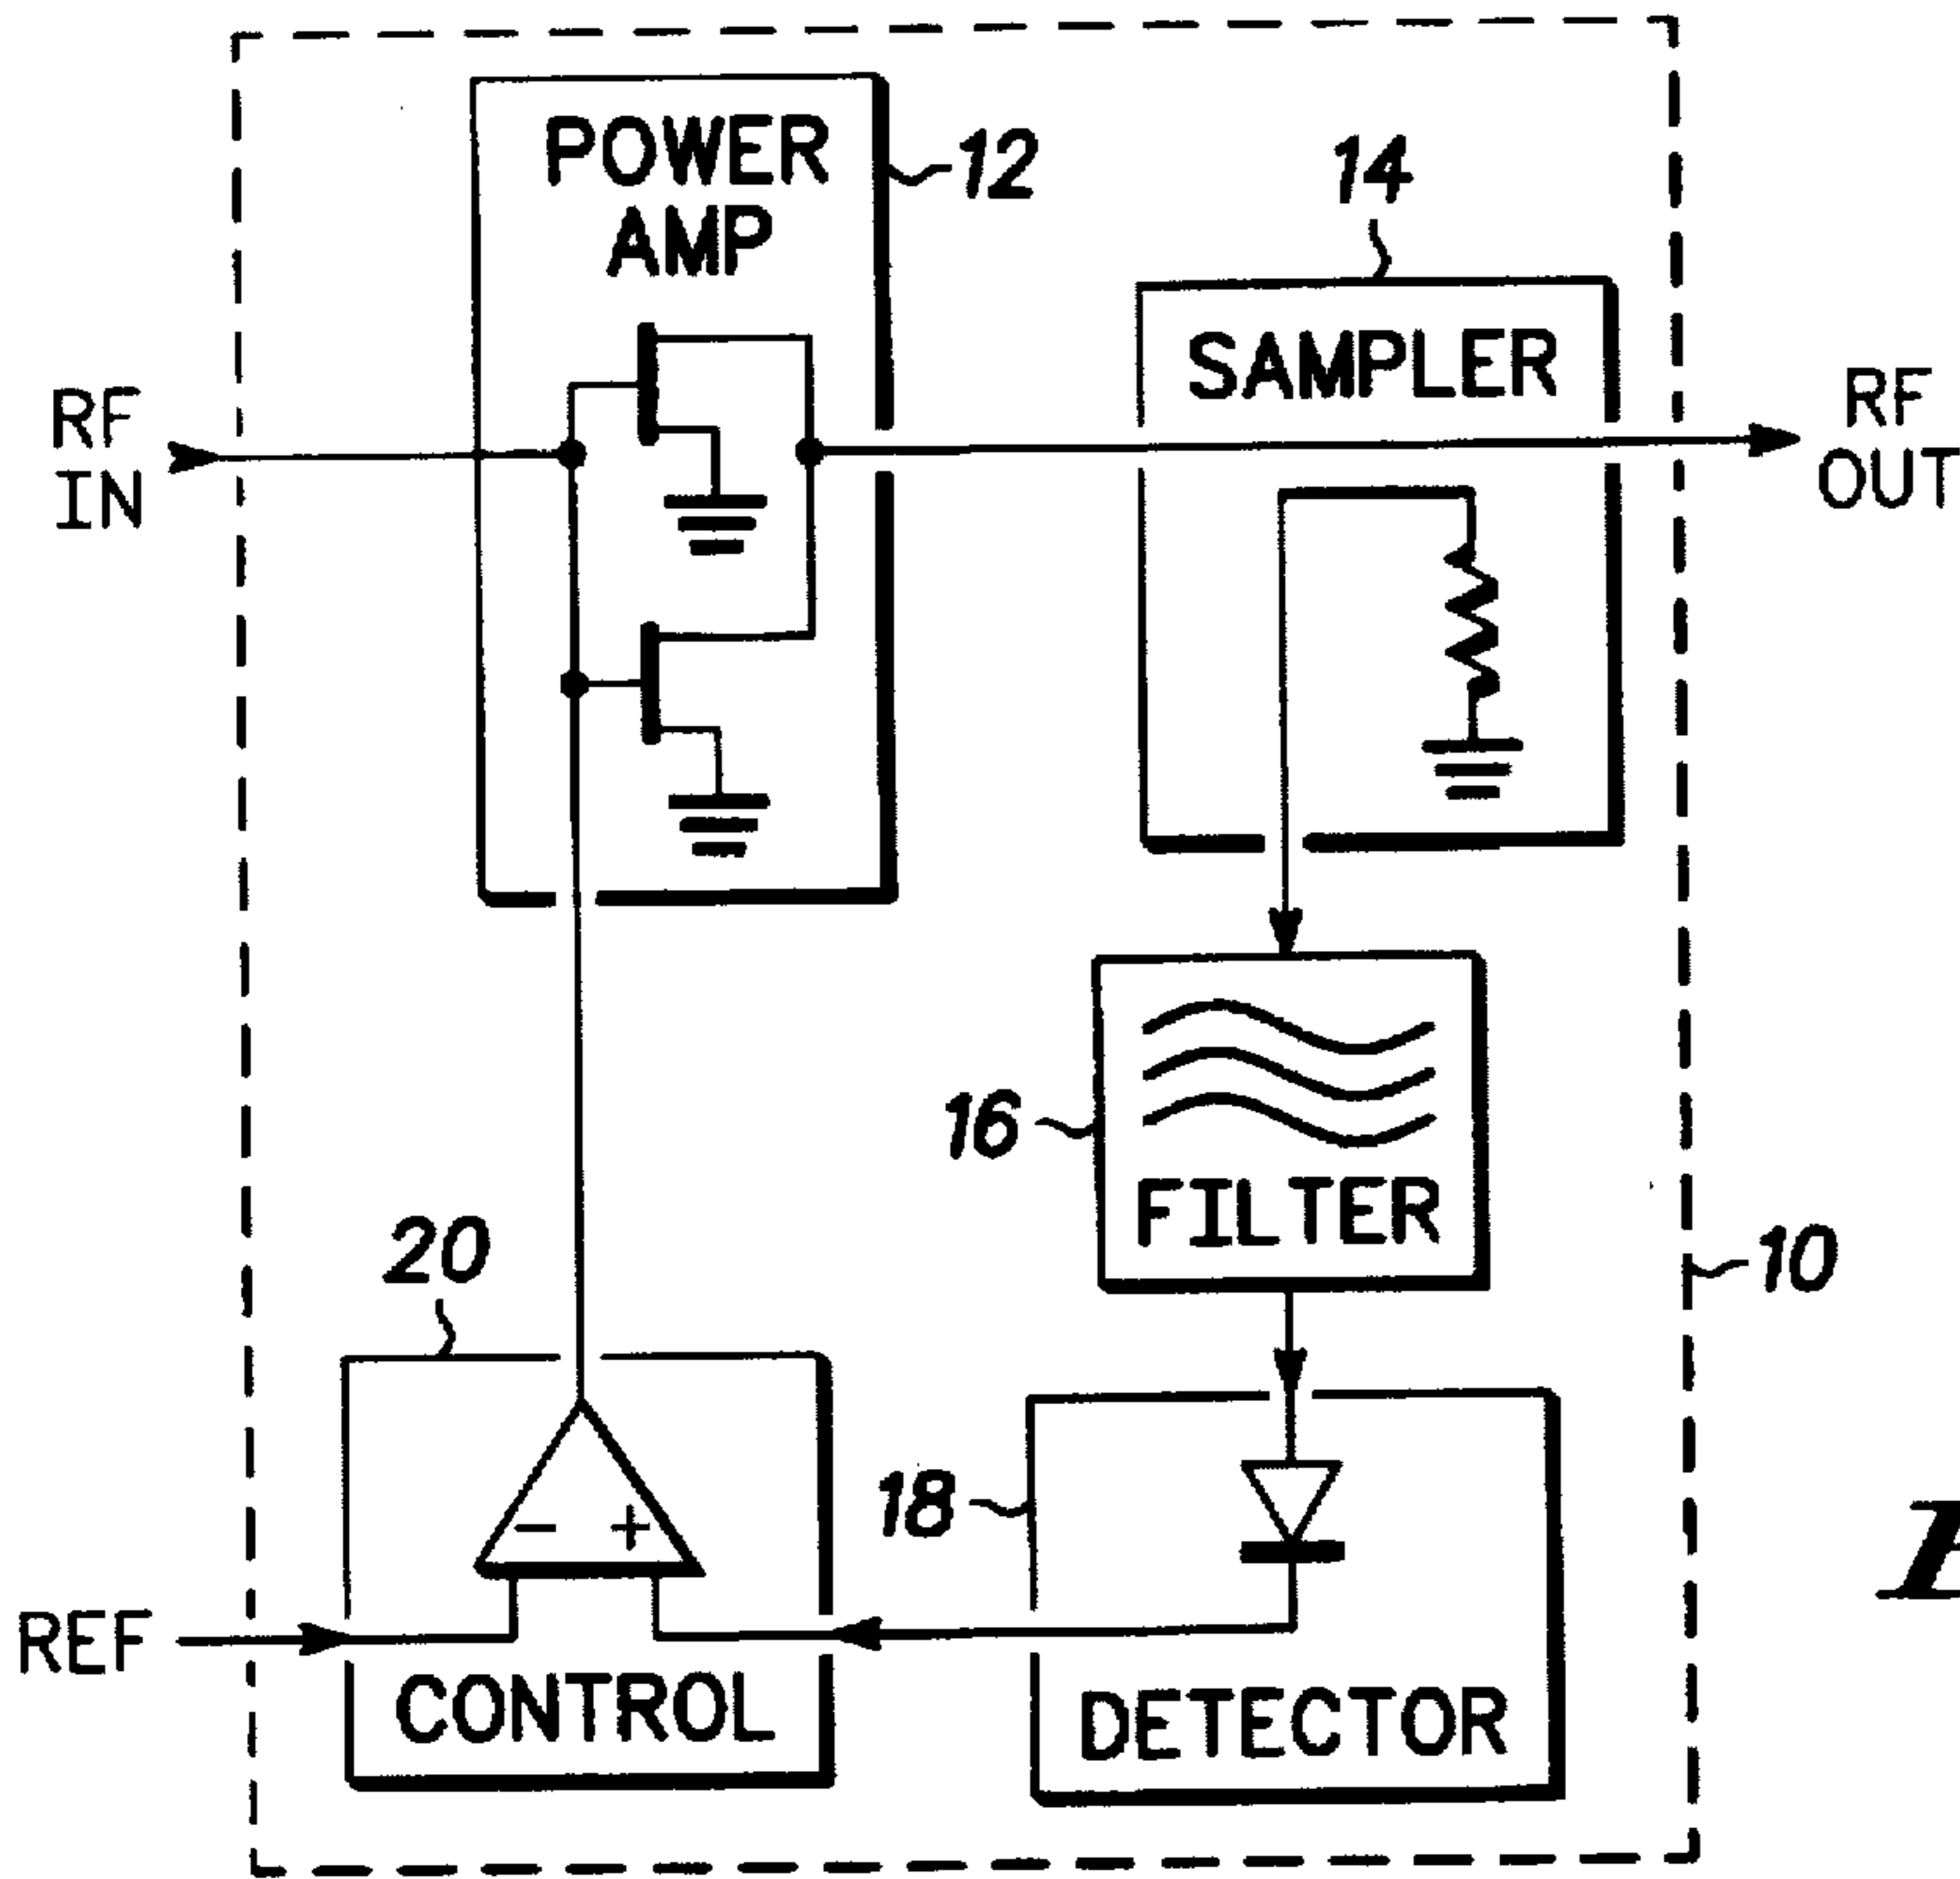 POWER
AMP
12
14
SAMPLER
RF
IN
RF
OUT
16
FILTER
10
20
- +
18
REF
CONTROL
DETECTOR